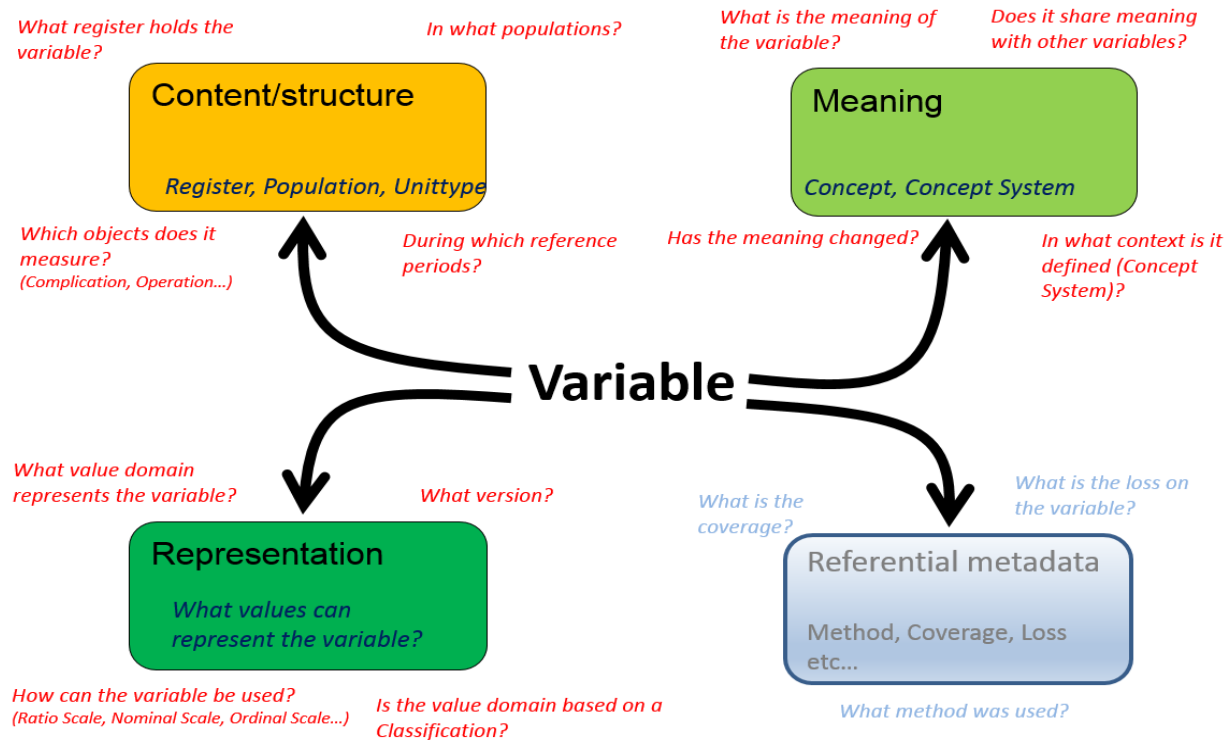 What register holds the
variable?
In what populations?
Content/structure
Register, Population, Unittype
Which objects does it
measure?
(Complication, Operation…)
During which reference
periods?
What is the meaning of
the variable?
Does it share meaning
with other variables?
Meaning
Concept, Concept System
Has the meaning changed?
In what context is it
defined (Concept
System)?
Variable
What value domain
represents the variable?
What version?
Representation
What values can
represent the variable?
How can the variable be used?
(Ratio Scale, Nominal Scale, Ordinal Scale…)
Is the value domain based on a
Classification?
What is the
coverage?
What is the loss on
the variable?
Referential metadata
Method, Coverage, Loss
etc…
What method was used?